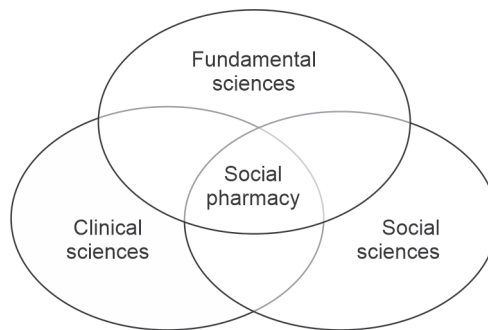 Fundamental
sciences
Social
pharmacy
Clinical
sciences
Social
sciences